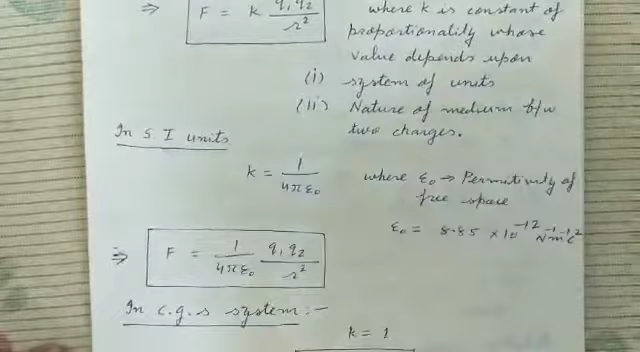 ⇒ F = k q₁q₂/r² where k is constant of
proportionality whose
value depends upon
(i) system of units
(ii) Nature of medium b/w
two charges.
In S I units
k = 1/4πε₀ where ε₀ → Permitivity of
free space
ε₀ = 8.85 × 10⁻¹² N⁻¹m⁻²C²
⇒ F = 1/4πε₀ q₁q₂/r²
In c.g.s system:-
k = 1